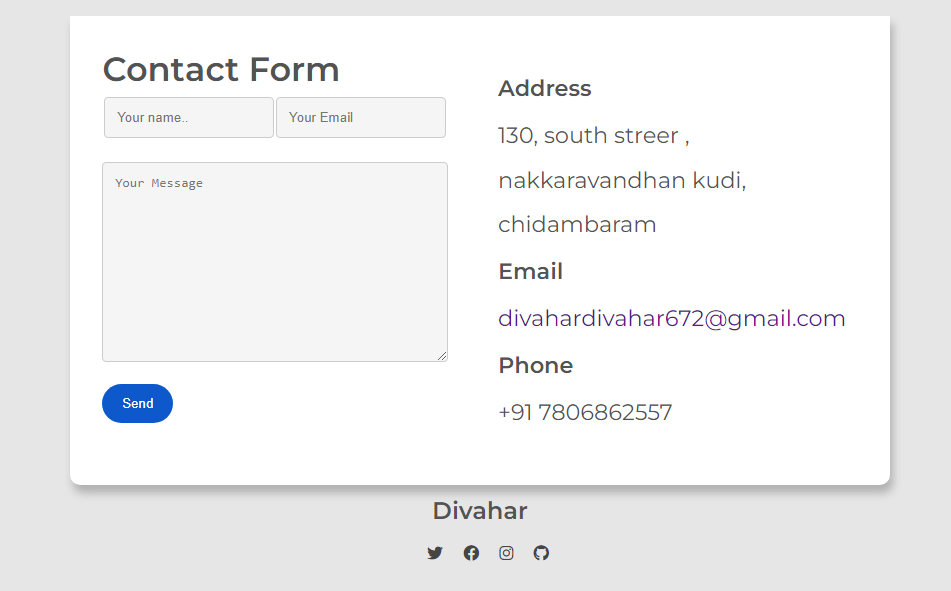 Contact Form
Your name..
Your Email
Your Message
Send
Address
130, south streer ,
nakkaravandhan kudi,
chidambaram
Email
divahardivahar672@gmail.com
Phone
+91 7806862557
Divahar